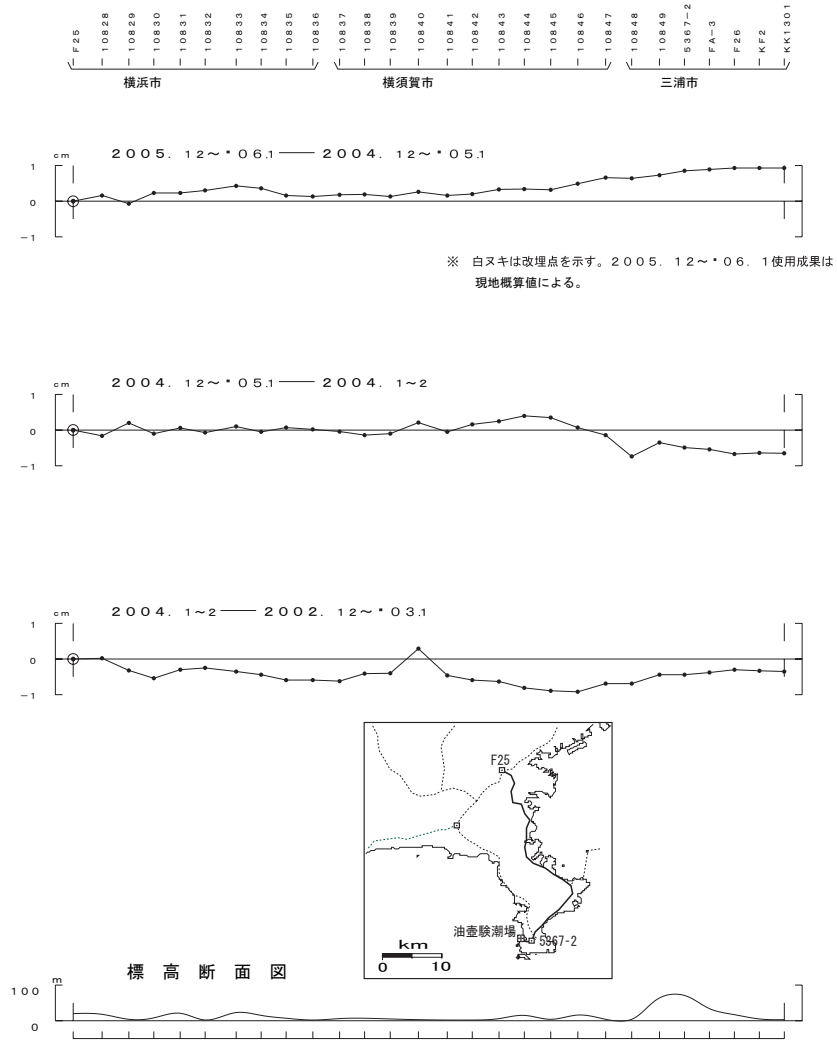 F25
10828
10829
10830
10831
10832
10833
10834
10835
10836
10837
10838
10839
10840
10841
10842
10843
10844
10845
10846
10847
10848
10849
5367-2
FA-3
F26
KF2
KK1301
横浜市 横須賀市 三浦市
2005. 12～'06.1 ―― 2004. 12～'05.1
cm
1
0
-1
※ 白ヌキは改埋点を示す。2005. 12～'06. 1使用成果は
現地概算値による。
2004. 12～'05.1 ―― 2004. 1~2
cm
1
0
-1
2004. 1~2 ―― 2002. 12～'03.1
cm
1
0
-1
F25
油壷験潮場 5367-2
km
0 10
標高断面図
m
100
0